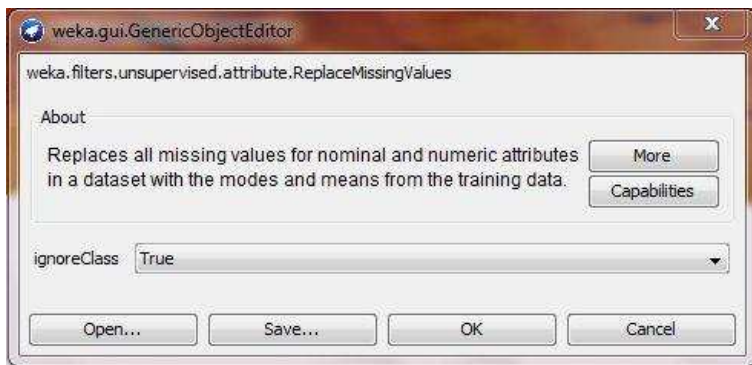 weka.gui.GenericObjectEditor
X
weka.filters.unsupervised.attribute.ReplaceMissingValues
About
Replaces all missing values for nominal and numeric attributes
in a dataset with the modes and means from the training data.
More
Capabilities
ignoreClass True
Open... Save... OK Cancel